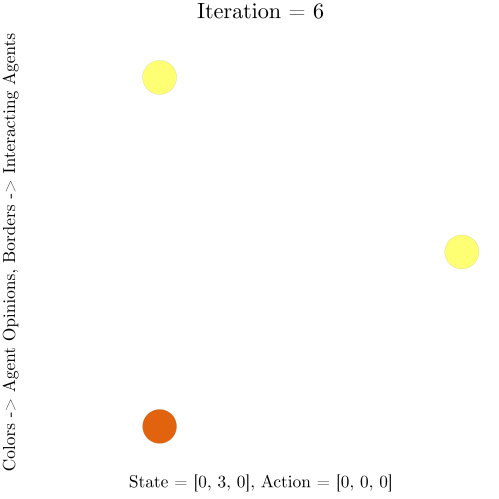 Iteration = 6
Colors -> Agent Opinions, Borders -> Interacting Agents
State = [0, 3, 0], Action = [0, 0, 0]